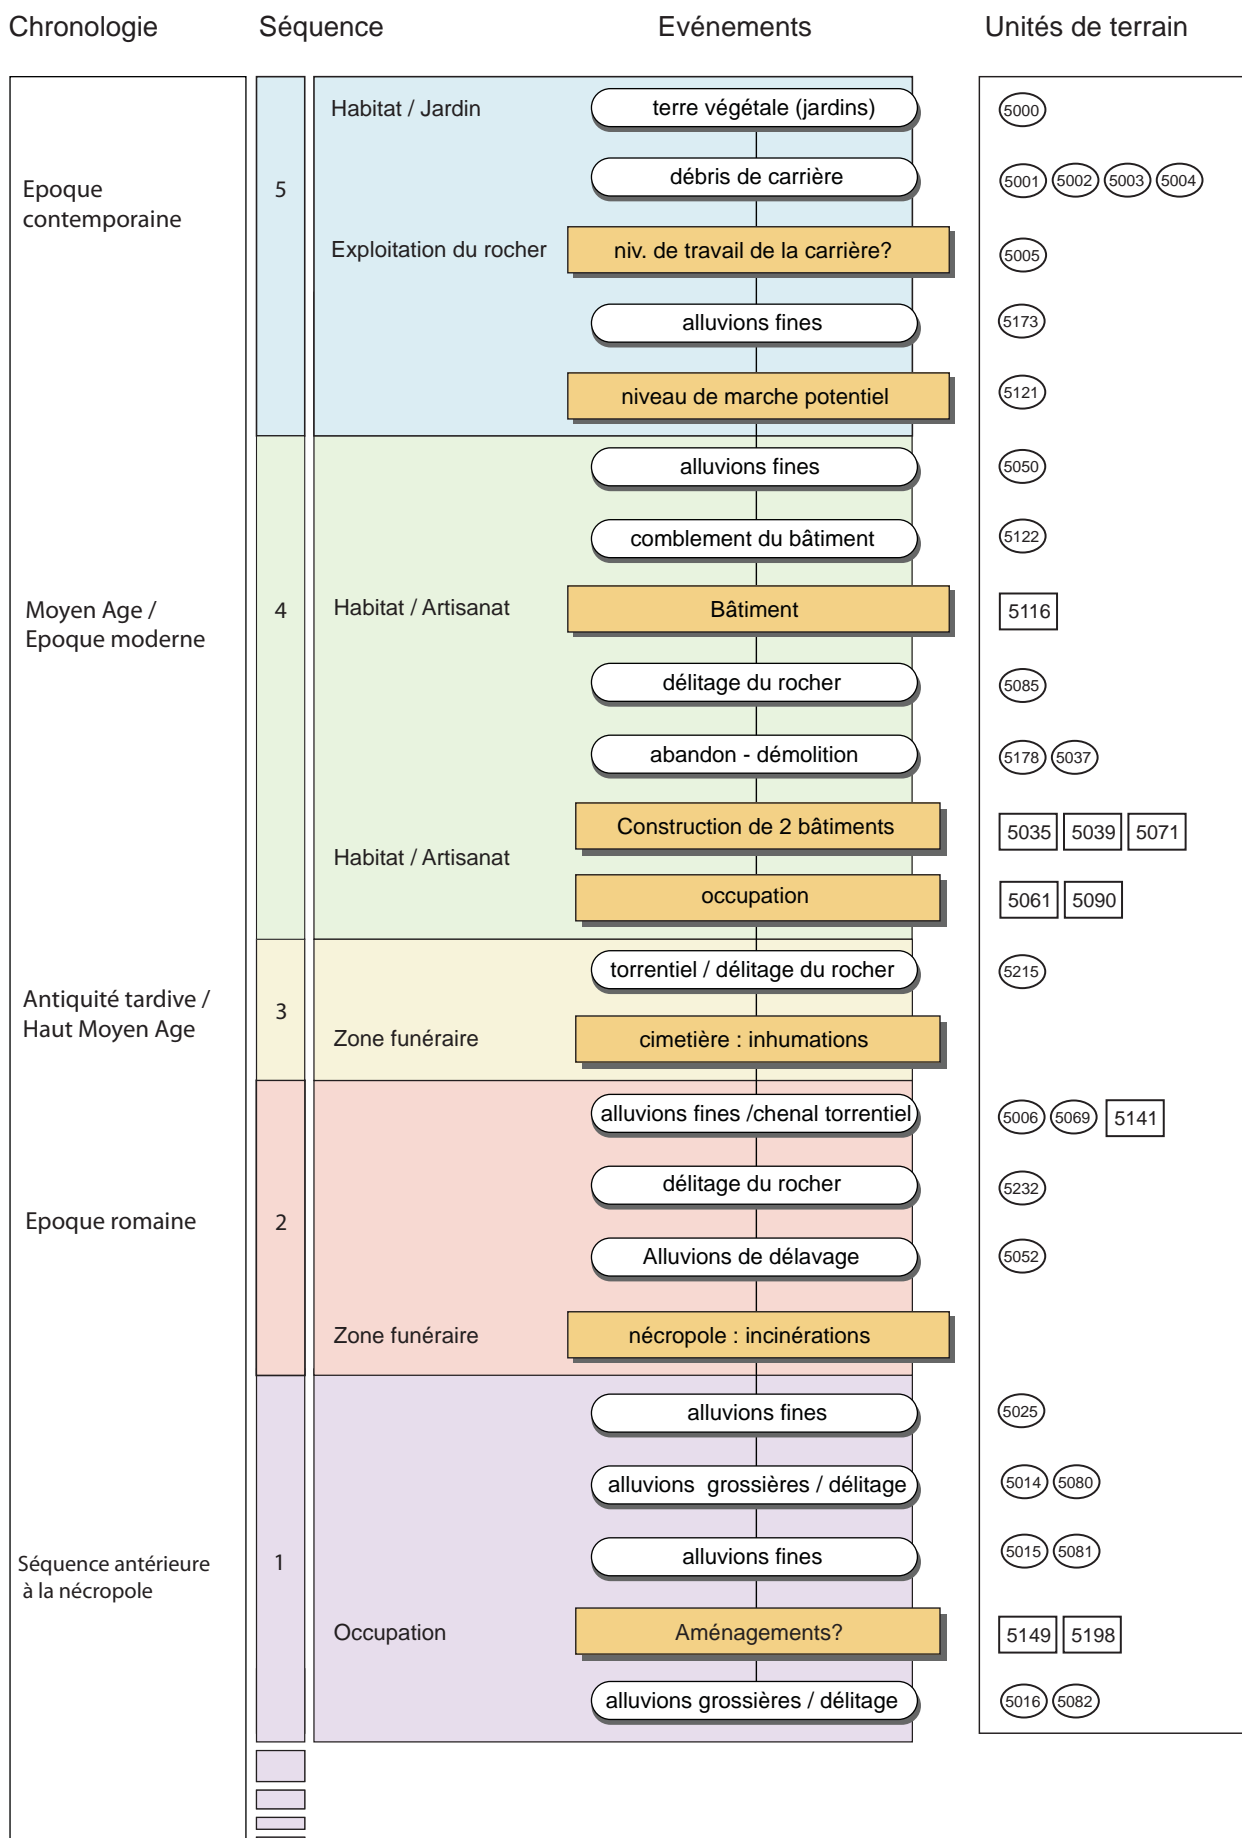 Chronologie Séquence Evénements Unités de terrain
Habitat / Jardin terre végétale (jardins) 5000
débris de carrière 5001 5002 5003 5004
Epoque
contemporaine
5
Exploitation du rocher niv. de travail de la carrière? 5005
alluvions fines 5173
niveau de marche potentiel 5121
alluvions fines 5050
comblement du bâtiment 5122
Moyen Age /
Epoque moderne
4
Habitat / Artisanat Bâtiment 5116
délitage du rocher 5085
abandon - démolition 5178 5037
Construction de 2 bâtiments 5035 5039 5071
Habitat / Artisanat
occupation 5061 5090
torrentiel / délitage du rocher 5215
Antiquité tardive /
Haut Moyen Age
3
Zone funéraire cimetière : inhumations
alluvions fines /chenal torrentiel 5006 5069 5141
délitage du rocher 5232
Epoque romaine 2
Alluvions de délavage 5052
Zone funéraire nécropole : incinérations
alluvions fines 5025
alluvions grossières / délitage 5014 5080
alluvions fines 5015 5081
Séquence antérieure
à la nécropole
1
Occupation Aménagements? 5149 5198
alluvions grossières / délitage 5016 5082